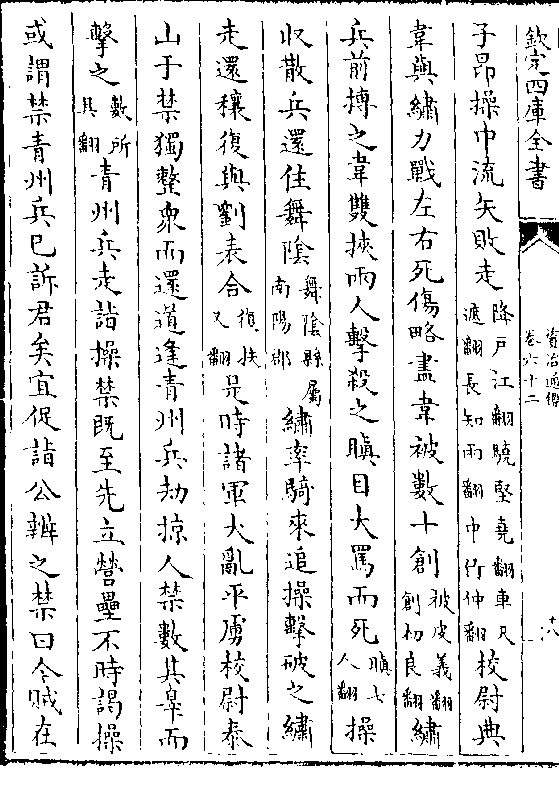 欽定四庫全書
資治通鑑
卷六十二
十八
子昂操中流矢敗走降戶江翻驍堅堯翻車尺遮翻長知兩翻中竹仲翻校尉典
韋與繡力戰左右死傷略盡韋被數十創被皮義翻創初良翻繡
兵前搏之韋雙挾兩人擊殺之瞋目大罵而死瞋七人翻操
收散兵還住舞陰舞陰縣屬南陽郡繡率騎來追操擊破之繡
走還穰復與劉表合復扶又翻是時諸軍大亂平虜校尉泰
山于禁獨整衆而還道逢青州兵劫掠人禁數其辠而
擊之數所具翻青州兵走詣操禁既至先立營壘不時謁操
或謂禁青州兵已訴君矣宜促詣公辨之禁曰今賊在